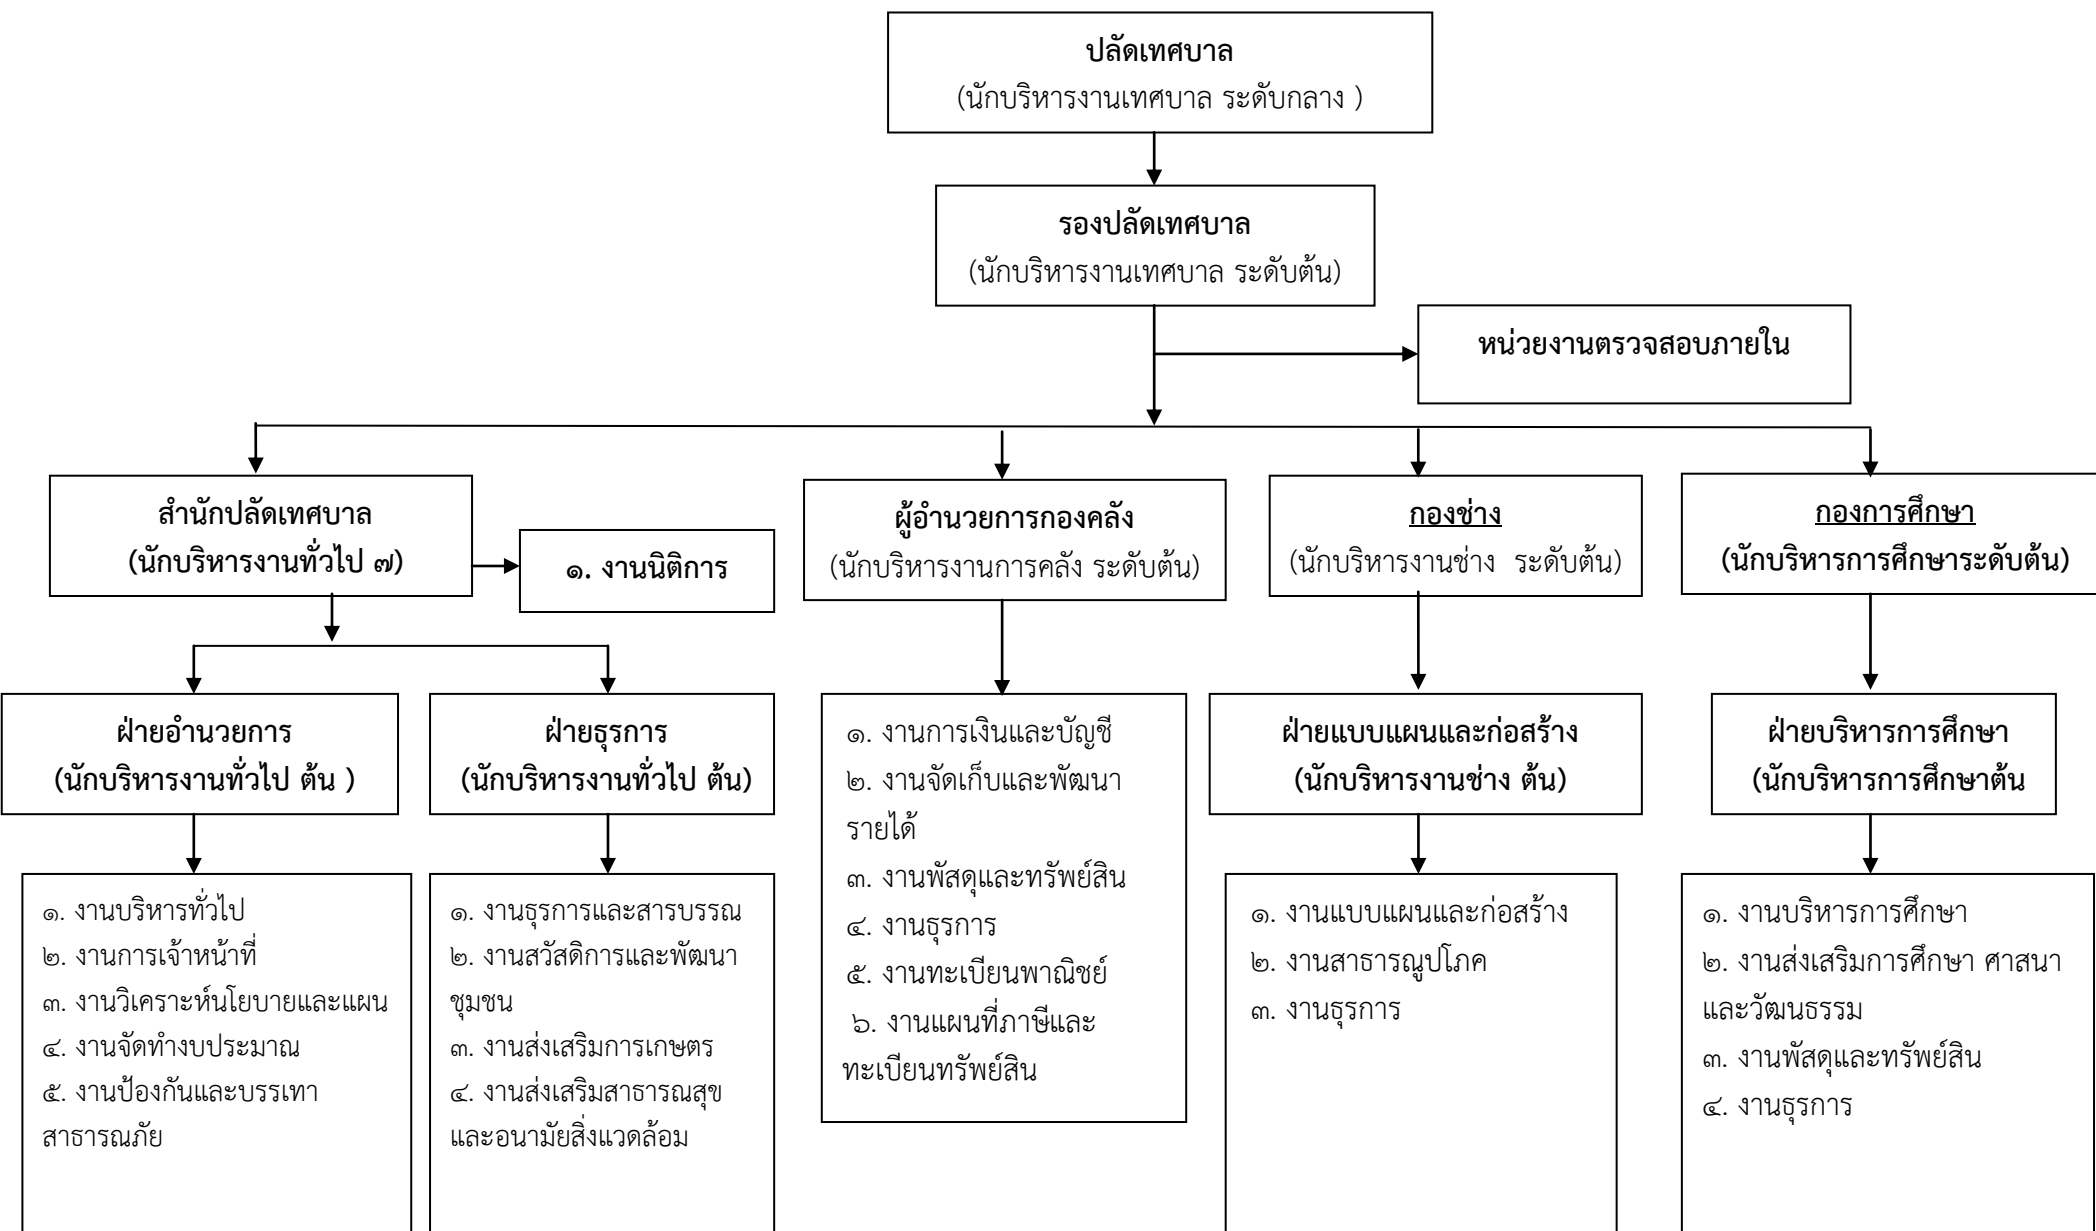 ปลัดเทศบาล
(นักบริหารงานเทศบาล ระดับกลาง )
รองปลัดเทศบาล
(นักบริหารงานเทศบาล ระดับต้น)
หน่วยงานตรวจสอบภายใน
สำนักปลัดเทศบาล
(นักบริหารงานทั่วไป ๗)
๑. งานนิติการ
ผู้อำนวยการกองคลัง
(นักบริหารงานการคลัง ระดับต้น)
กองช่าง
(นักบริหารงานช่าง ระดับต้น)
กองการศึกษา
(นักบริหารการศึกษาระดับต้น)
ฝ่ายอำนวยการ
(นักบริหารงานทั่วไป ต้น )
ฝ่ายธุรการ
(นักบริหารงานทั่วไป ต้น)
๑. งานการเงินและบัญชี
๒. งานจัดเก็บและพัฒนา
รายได้
๓. งานพัสดุและทรัพย์สิน
๔. งานธุรการ
๕. งานทะเบียนพาณิชย์
๖. งานแผนที่ภาษีและ
ทะเบียนทรัพย์สิน
ฝ่ายแบบแผนและก่อสร้าง
(นักบริหารงานช่าง ต้น)
ฝ่ายบริหารการศึกษา
(นักบริหารการศึกษาต้น
๑. งานบริหารทั่วไป
๒. งานการเจ้าหน้าที่
๓. งานวิเคราะห์นโยบายและแผน
๔. งานจัดทำงบประมาณ
๕. งานป้องกันและบรรเทา
สาธารณภัย
๑. งานธุรการและสารบรรณ
๒. งานสวัสดิการและพัฒนา
ชุมชน
๓. งานส่งเสริมการเกษตร
๔. งานส่งเสริมสาธารณสุข
และอนามัยสิ่งแวดล้อม
๑. งานแบบแผนและก่อสร้าง
๒. งานสาธารณูปโภค
๓. งานธุรการ
๑. งานบริหารการศึกษา
๒. งานส่งเสริมการศึกษา ศาสนา
และวัฒนธรรม
๓. งานพัสดุและทรัพย์สิน
๔. งานธุรการ